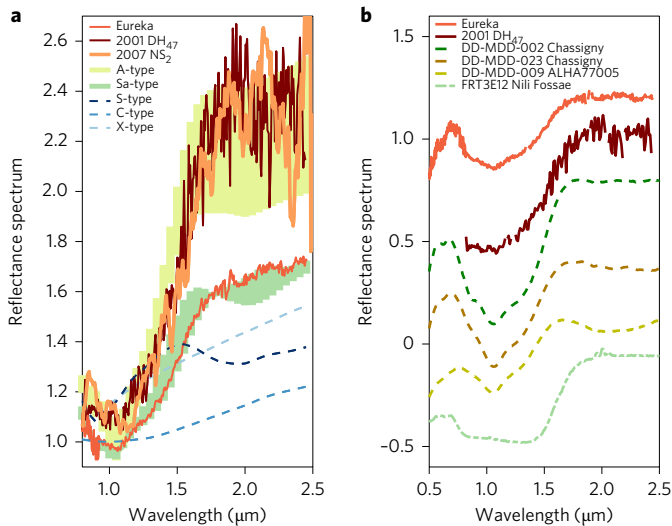 a
Eureka
2001 DH47
2007 NS2
A-type
Sa-type
S-type
C-type
X-type
2.6
2.4
2.2
2.0
1.8
1.6
1.4
1.2
1.0
Reflectance spectrum
1.0 1.5 2.0 2.5
Wavelength (μm)
b
Eureka
2001 DH47
DD-MDD-002 Chassigny
DD-MDD-023 Chassigny
DD-MDD-009 ALHA77005
FRT3E12 Nili Fossae
1.5
1.0
0.5
0
−0.5
Reflectance spectrum
0.5 1.0 1.5 2.0 2.5
Wavelength (μm)